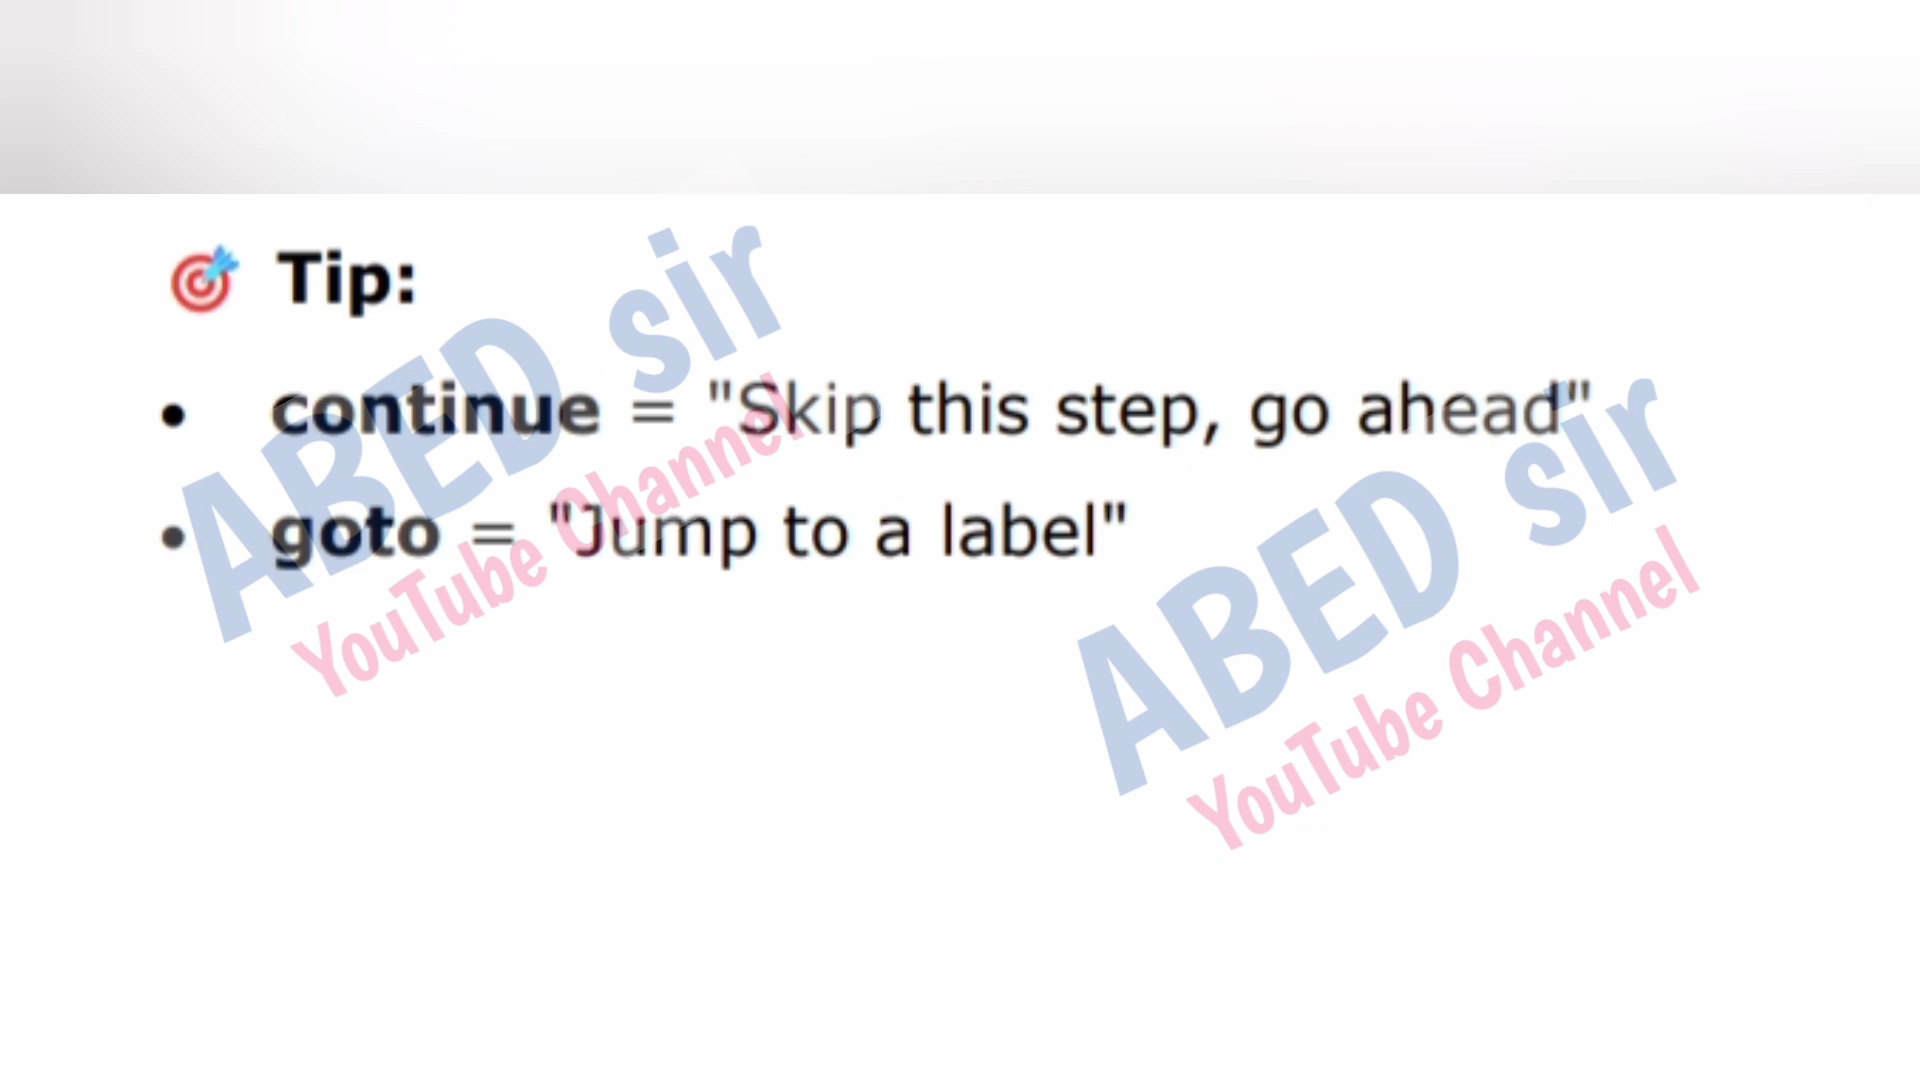 🎯 Tip:
• continue = "Skip this step, go ahead"
• goto = "Jump to a label"
ABED sir
YouTube Channel
ABED sir
YouTube Channel